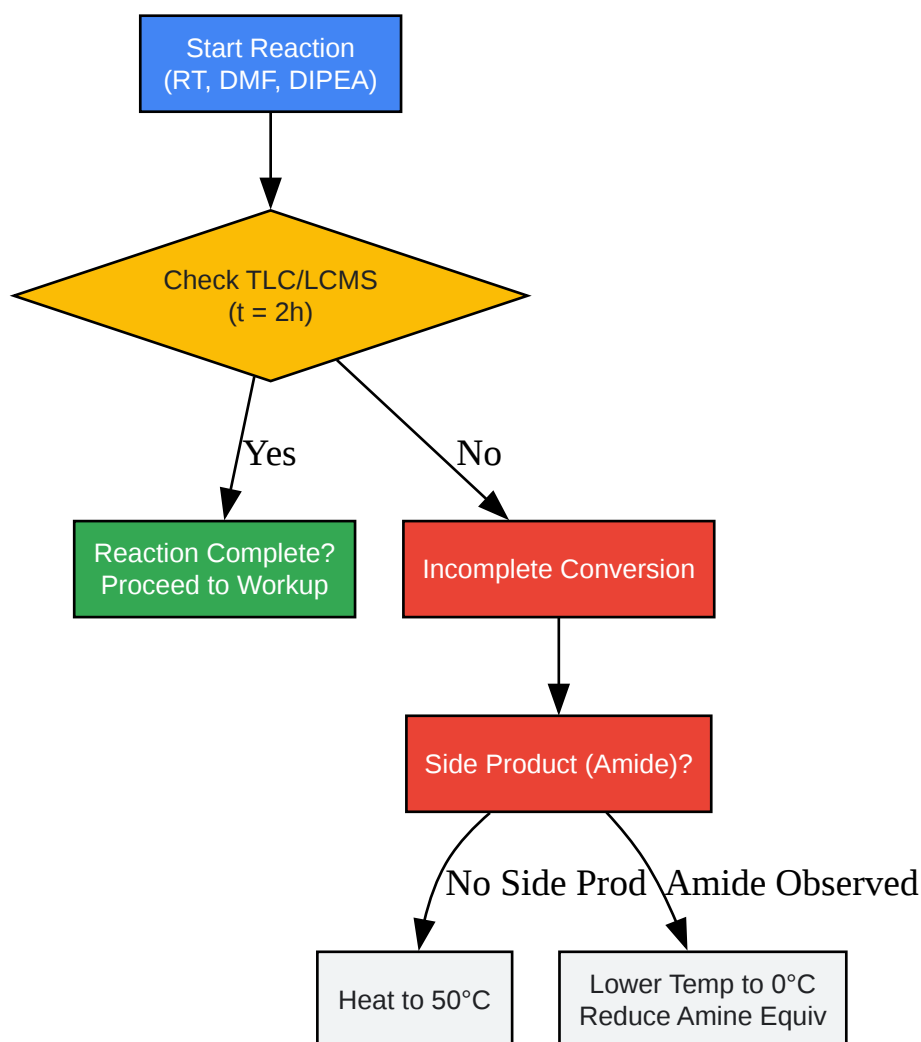 Start Reaction
(RT, DMF, DIPEA)
Check TLC/LCMS
(t = 2h)
Yes
No
Reaction Complete?
Proceed to Workup
Incomplete Conversion
Side Product (Amide)?
No Side Prod
Amide Observed
Heat to 50°C
Lower Temp to 0°C
Reduce Amine Equiv